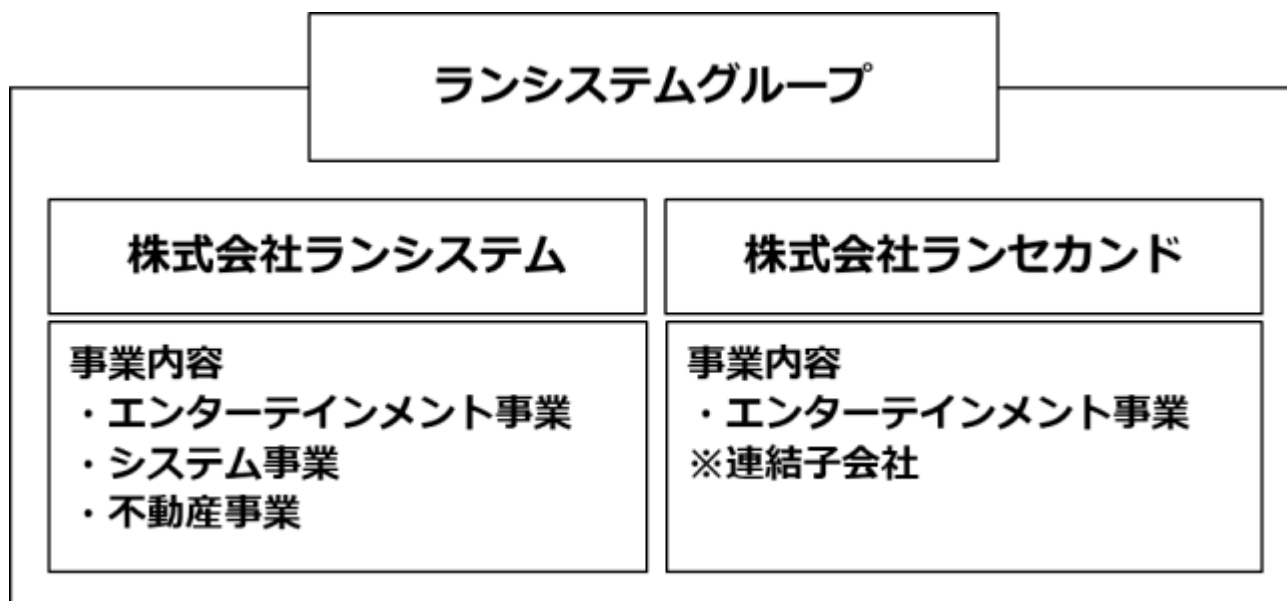 ランシステムグループ
株式会社ランシステム
事業内容
・エンターテインメント事業
・システム事業
・不動産事業
株式会社ランセカンド
事業内容
・エンターテインメント事業
※連結子会社